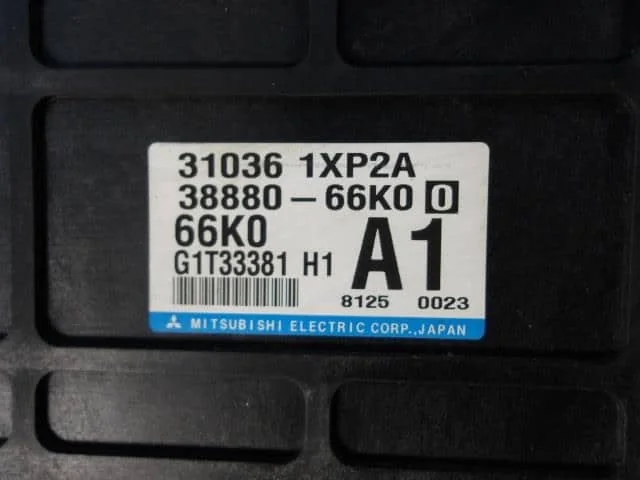 31036 1XP2A
38880-66K0 0
66K0
G1T33381 H1
A1
8125 0023
MITSUBISHI ELECTRIC CORP.,JAPAN